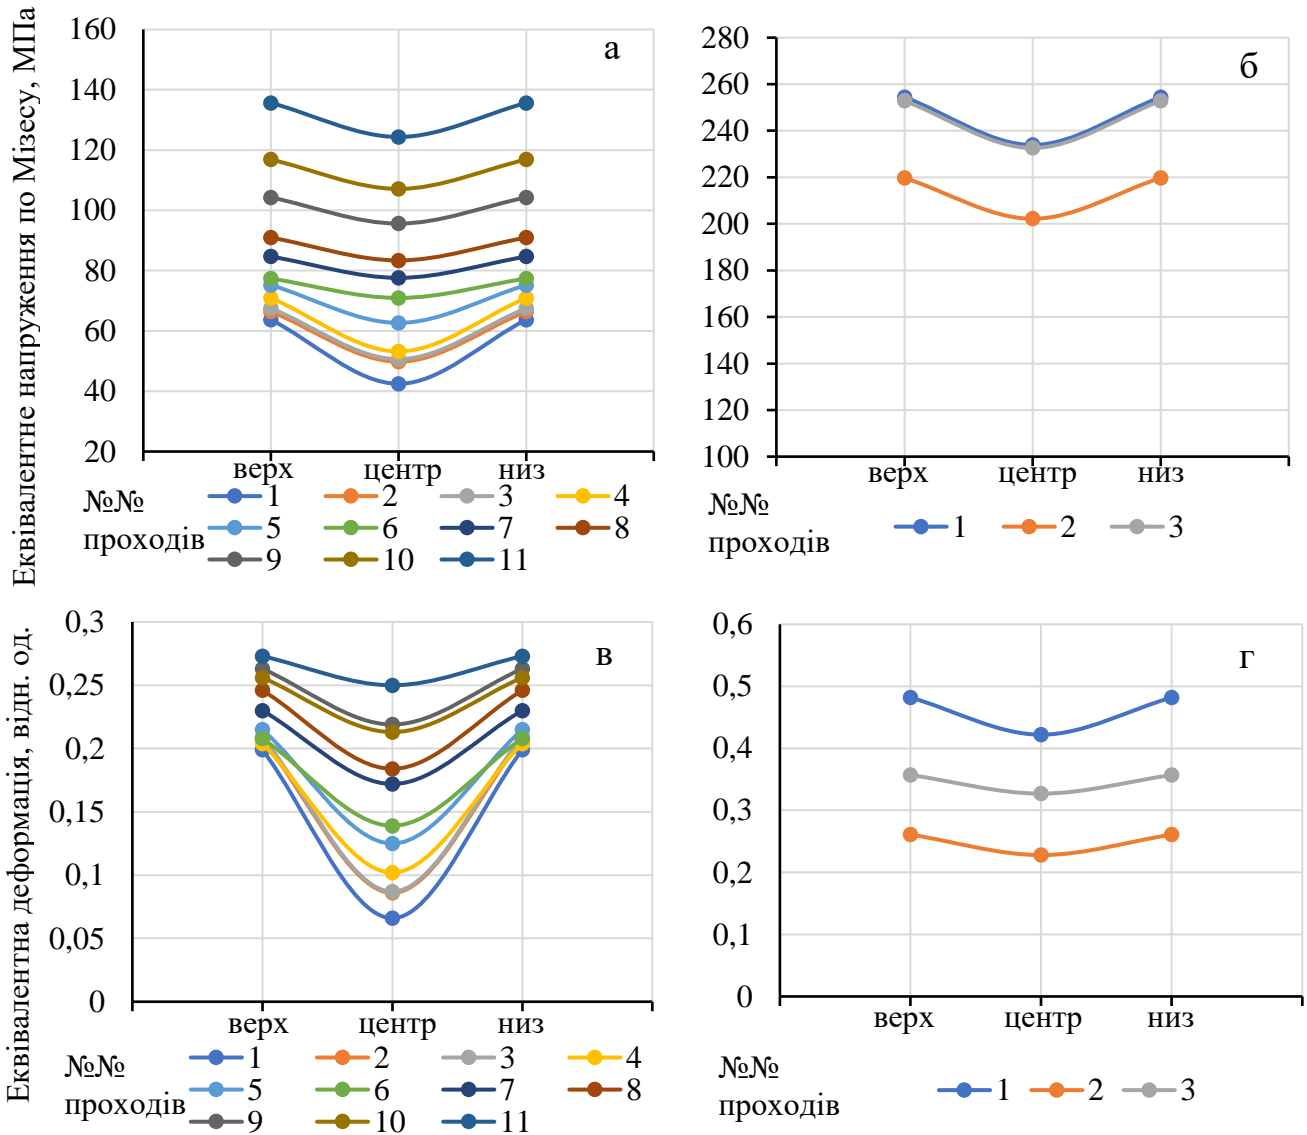 Еквівалентне напруження по Мізесу, МПа
160
140
120
100
80
60
40
20
а
верх центр низ
№№
проходів
1 2 3 4
5 6 7 8
9 10 11
280
260
240
220
200
180
160
140
120
100
б
верх центр низ
№№
проходів
1 2 3
Еквівалентна деформація, відн. од.
0,3
0,25
0,2
0,15
0,1
0,05
0
в
верх центр низ
№№
проходів
1 2 3 4
5 6 7 8
9 10 11
0,6
0,5
0,4
0,3
0,2
0,1
0
г
верх центр низ
№№
проходів
1 2 3